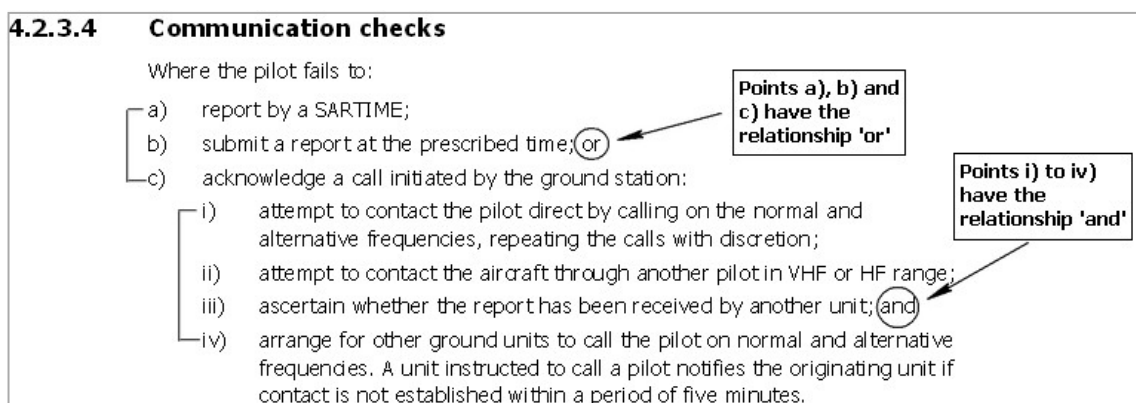 4.2.3.4 Communication checks
Where the pilot fails to:
a) report by a SARTIME;
b) submit a report at the prescribed time; or
c) acknowledge a call initiated by the ground station:
i) attempt to contact the pilot direct by calling on the normal and
alternative frequencies, repeating the calls with discretion;
ii) attempt to contact the aircraft through another pilot in VHF or HF range;
iii) ascertain whether the report has been received by another unit; and
iv) arrange for other ground units to call the pilot on normal and alternative
frequencies. A unit instructed to call a pilot notifies the originating unit if
contact is not established within a period of five minutes.
Points a), b) and
c) have the
relationship 'or'
Points i) to iv)
have the
relationship 'and'